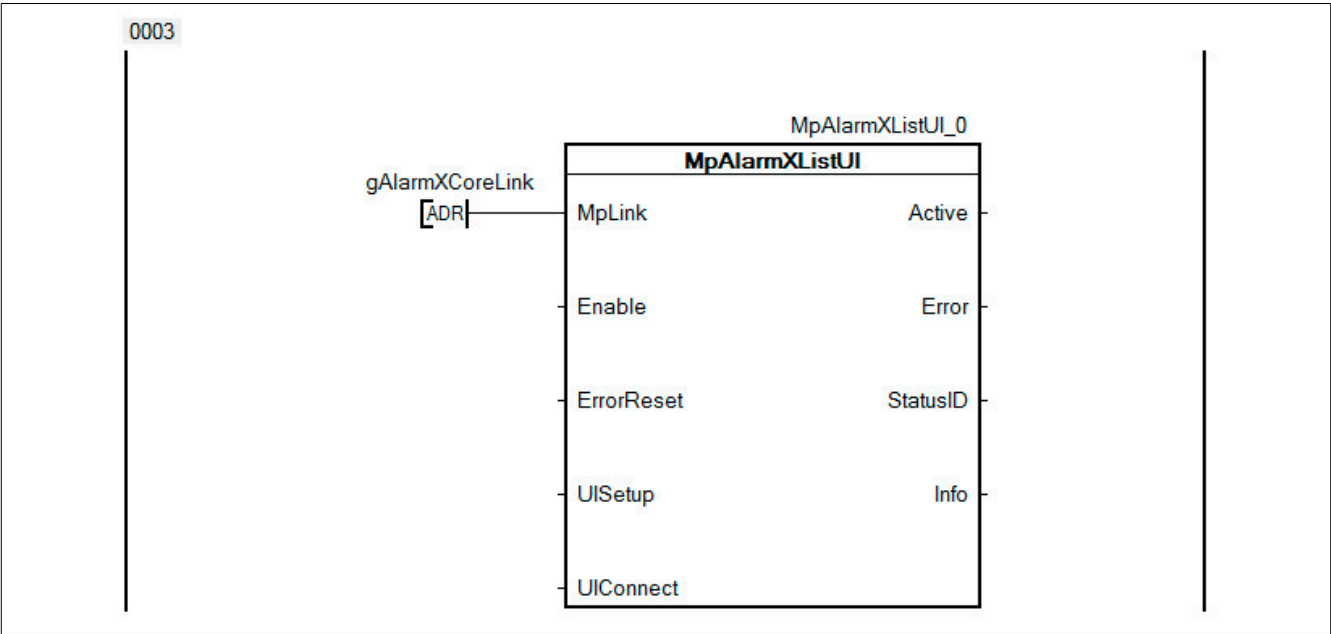 0003
MpAlarmXListUI_0
MpAlarmXListUI
gAlarmXCoreLink
ADR
MpLink Active
Enable Error
ErrorReset StatusID
UISetup Info
UIConnect